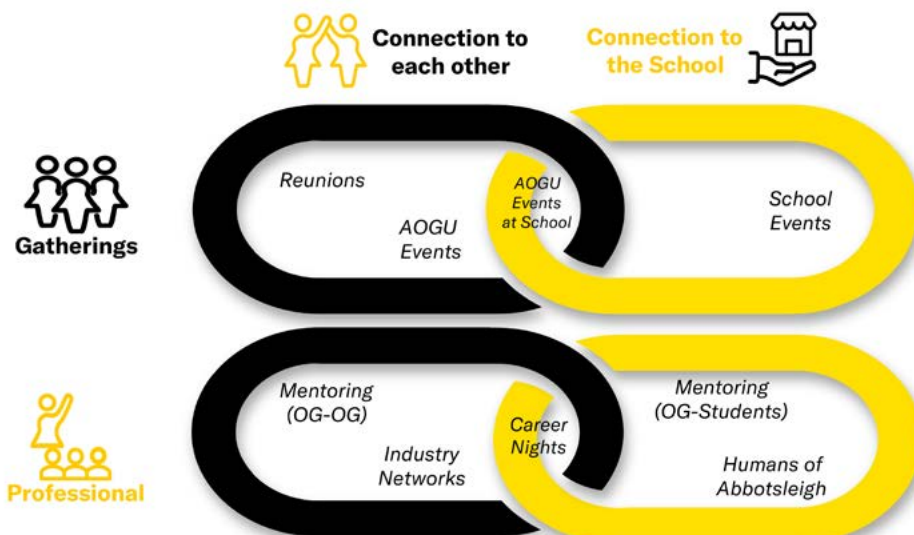 Connection to
each other
Connection to
the School
Gatherings
Reunions
AOGU
Events
AOGU
Events
at School
School
Events
Professional
Mentoring
(OG-OG)
Industry
Networks
Career
Nights
Mentoring
(OG-Students)
Humans of
Abbotsleigh